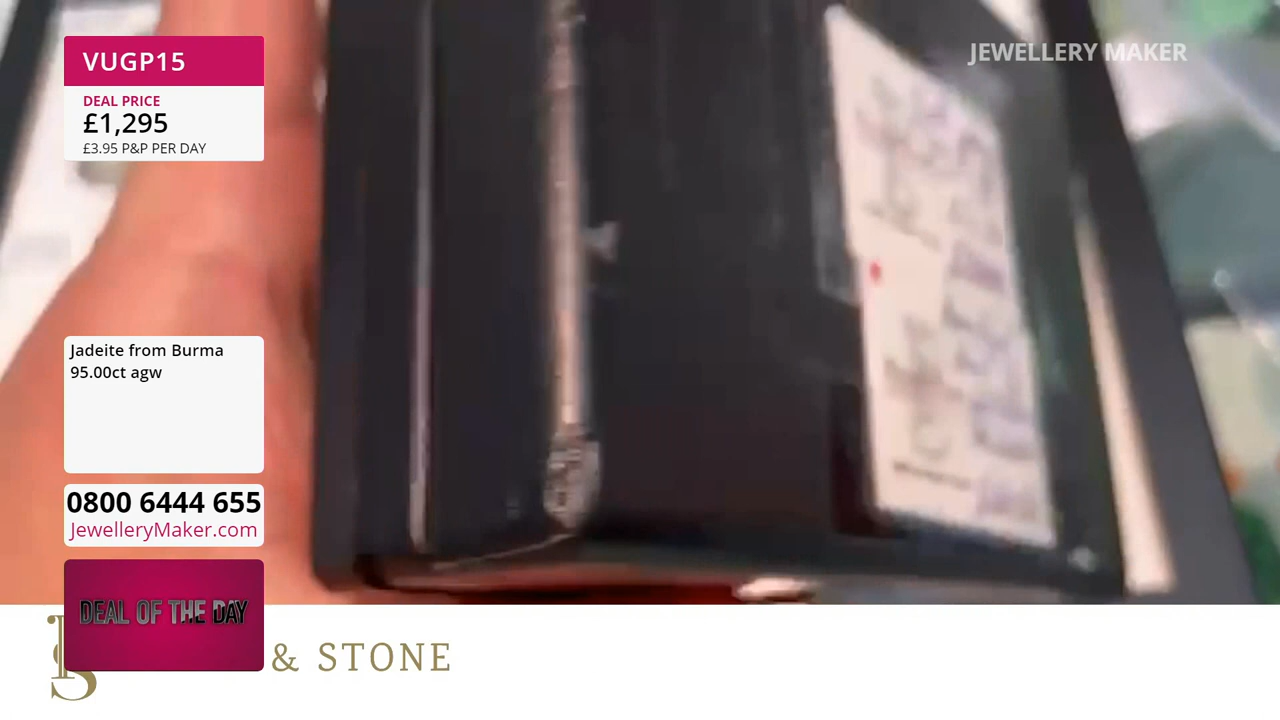 VUGP15
DEAL PRICE
£1,295
£3.95 P&P PER DAY
JEWELLERY MAKER
Jadeite from Burma
95.00ct agw
0800 6444 655
JewelleryMaker.com
DEAL OF THE DAY
& STONE